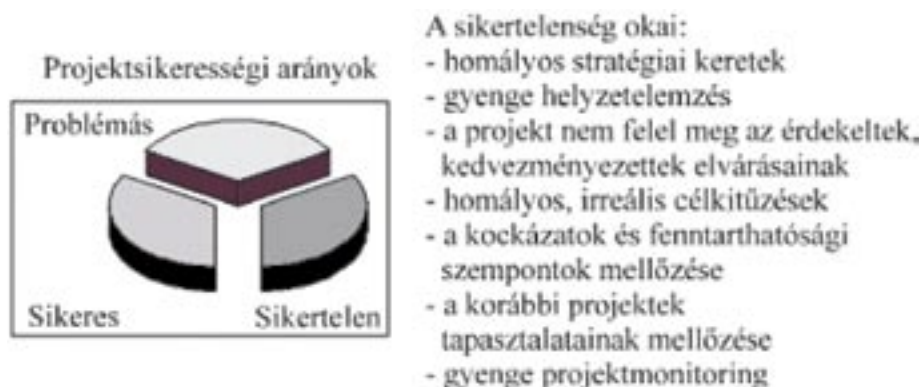 Projektsikerességi arányok
Problémás
Sikeres
Sikertelen
A sikertelenség okai:
- homályos stratégiai keretek
- gyenge helyzetelemzés
- a projekt nem felel meg az érdekeltek,
kedvezményezettek elvárásainak
- homályos, irreális célkitűzések
- a kockázatok és fenntarthatósági
szempontok mellőzése
- a korábbi projektek
tapasztalatainak mellőzése
- gyenge projektmonitoring